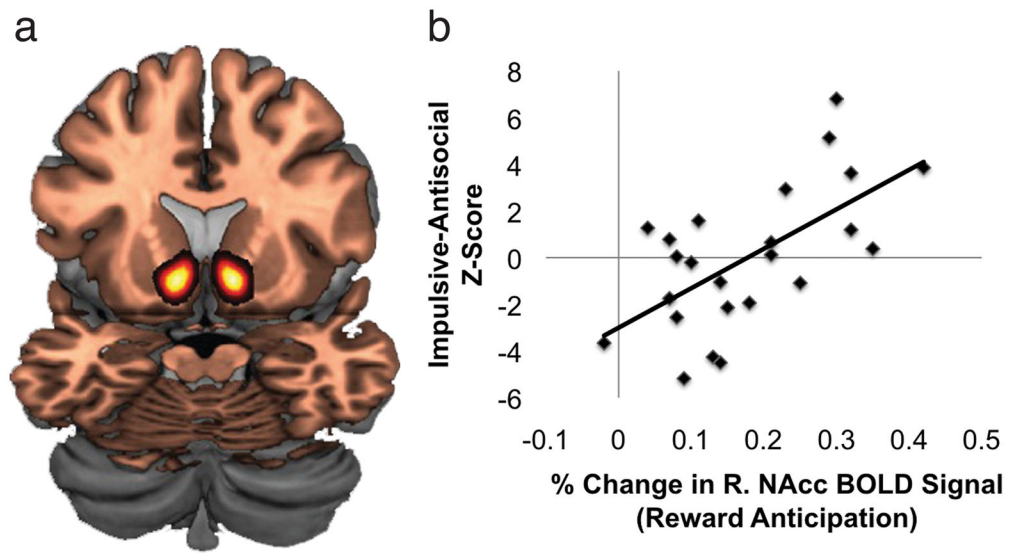 a
b
Impulsive-Antisocial
Z-Score
8
6
4
2
0
-2
-4
-6
-0.1 0 0.1 0.2 0.3 0.4 0.5
% Change in R. NAcc BOLD Signal
(Reward Anticipation)